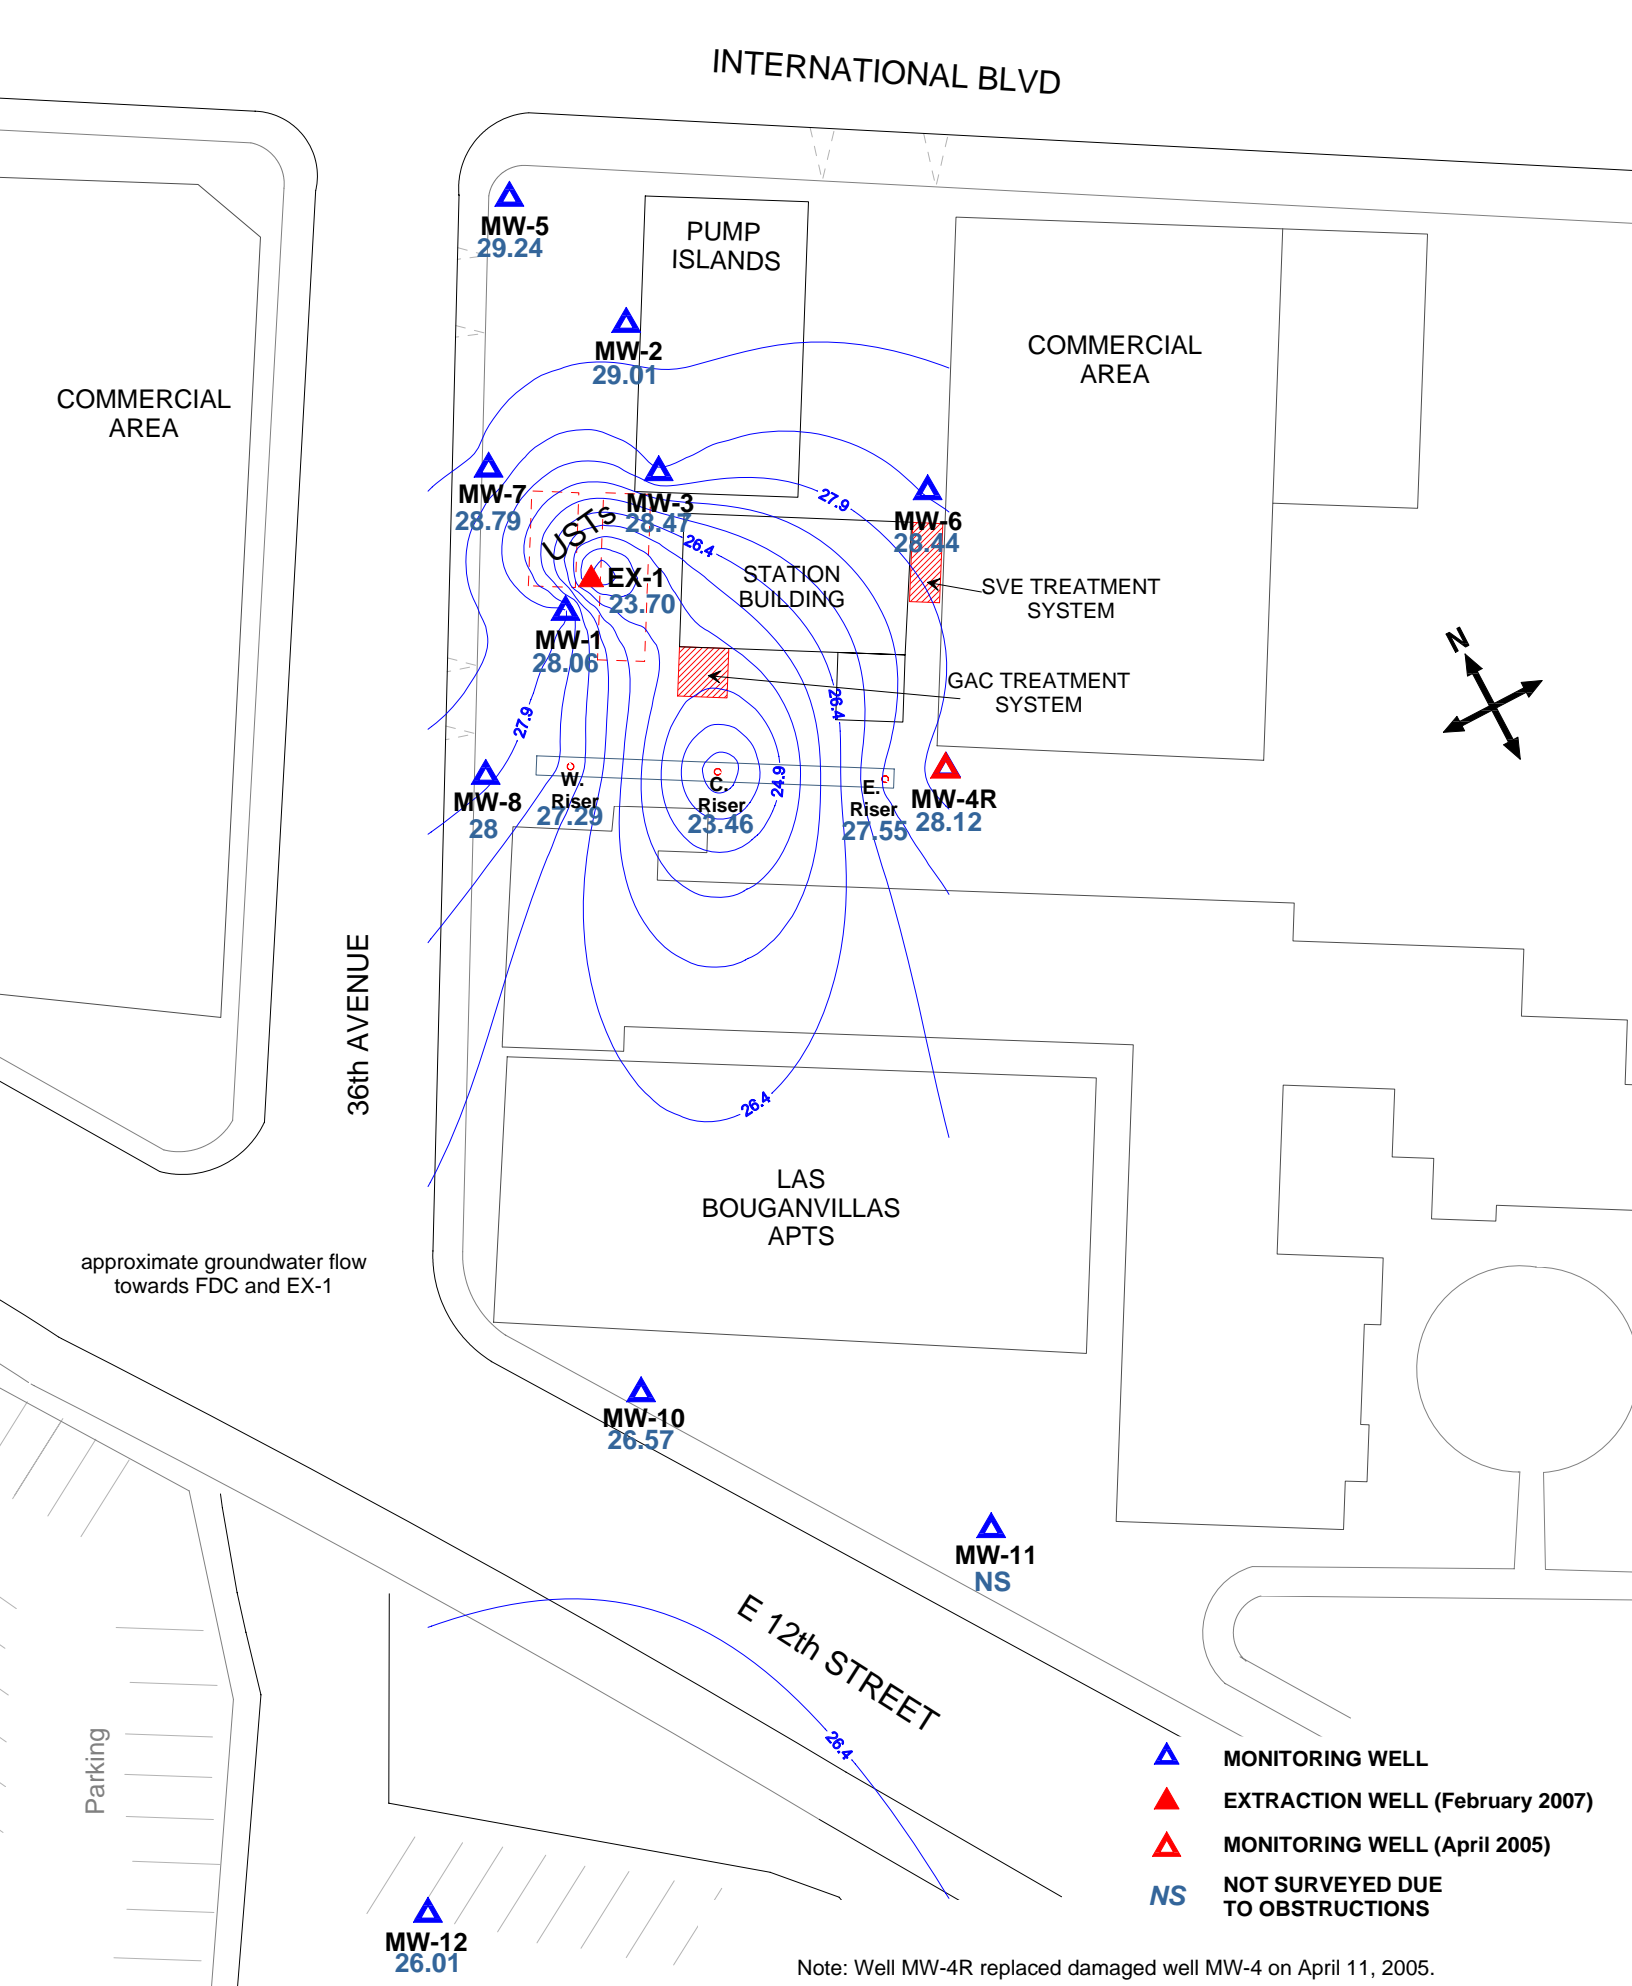 INTERNATIONAL BLVD
MW-5
29.24
PUMP
ISLANDS
MW-2
29.01
COMMERCIAL
AREA
COMMERCIAL
AREA
MW-7
28.79
MW-3
28.47
27.9
MW-6
28.44
USTs
26.4
EX-1
23.70
STATION
BUILDING
SVE TREATMENT
SYSTEM
MW-1
28.06
N
GAC TREATMENT
SYSTEM
27.9
26.4
24.9
MW-8
28
W.
Riser
27.29
C.
Riser
23.46
E.
Riser
27.55
MW-4R
28.12
36th AVENUE
26.4
LAS
BOUGANVILLAS
APTS
approximate groundwater flow
towards FDC and EX-1
MW-10
26.57
MW-11
NS
E 12th STREET
26.4
Parking
MW-12
26.01
MONITORING WELL
EXTRACTION WELL (February 2007)
MONITORING WELL (April 2005)
NS
NOT SURVEYED DUE
TO OBSTRUCTIONS
Note: Well MW-4R replaced damaged well MW-4 on April 11, 2005.